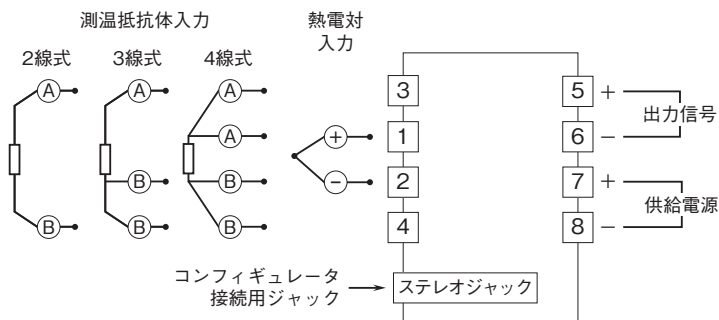 測温抵抗体入力
熱電対
入力
2線式
3線式
4線式
A
B
A
B
B
A
A
B
B
+
−
3
1
2
4
5
6
7
8
+
−
+
−
出力信号
供給電源
コンフィギュレータ
接続用ジャック
ステレオジャック